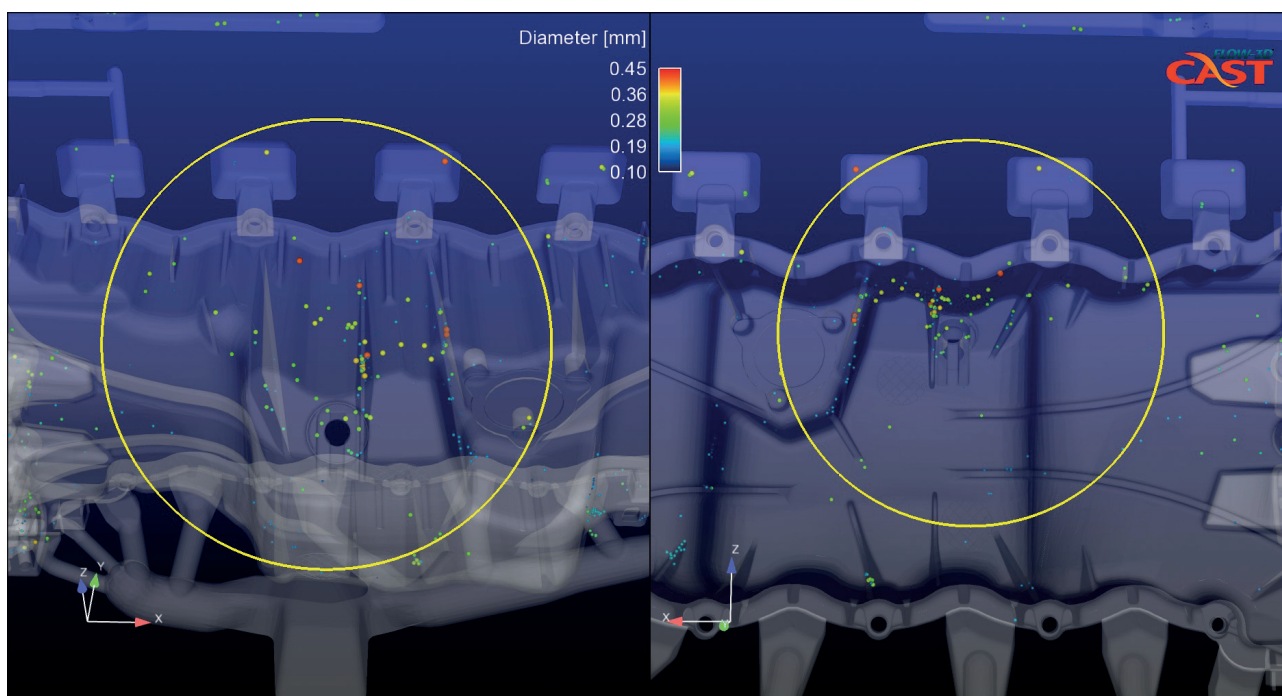 Diameter [mm]
0.45
0.36
0.28
0.19
0.10
FLOW-3D
CAST
Z
Y
X
Z
X
Y